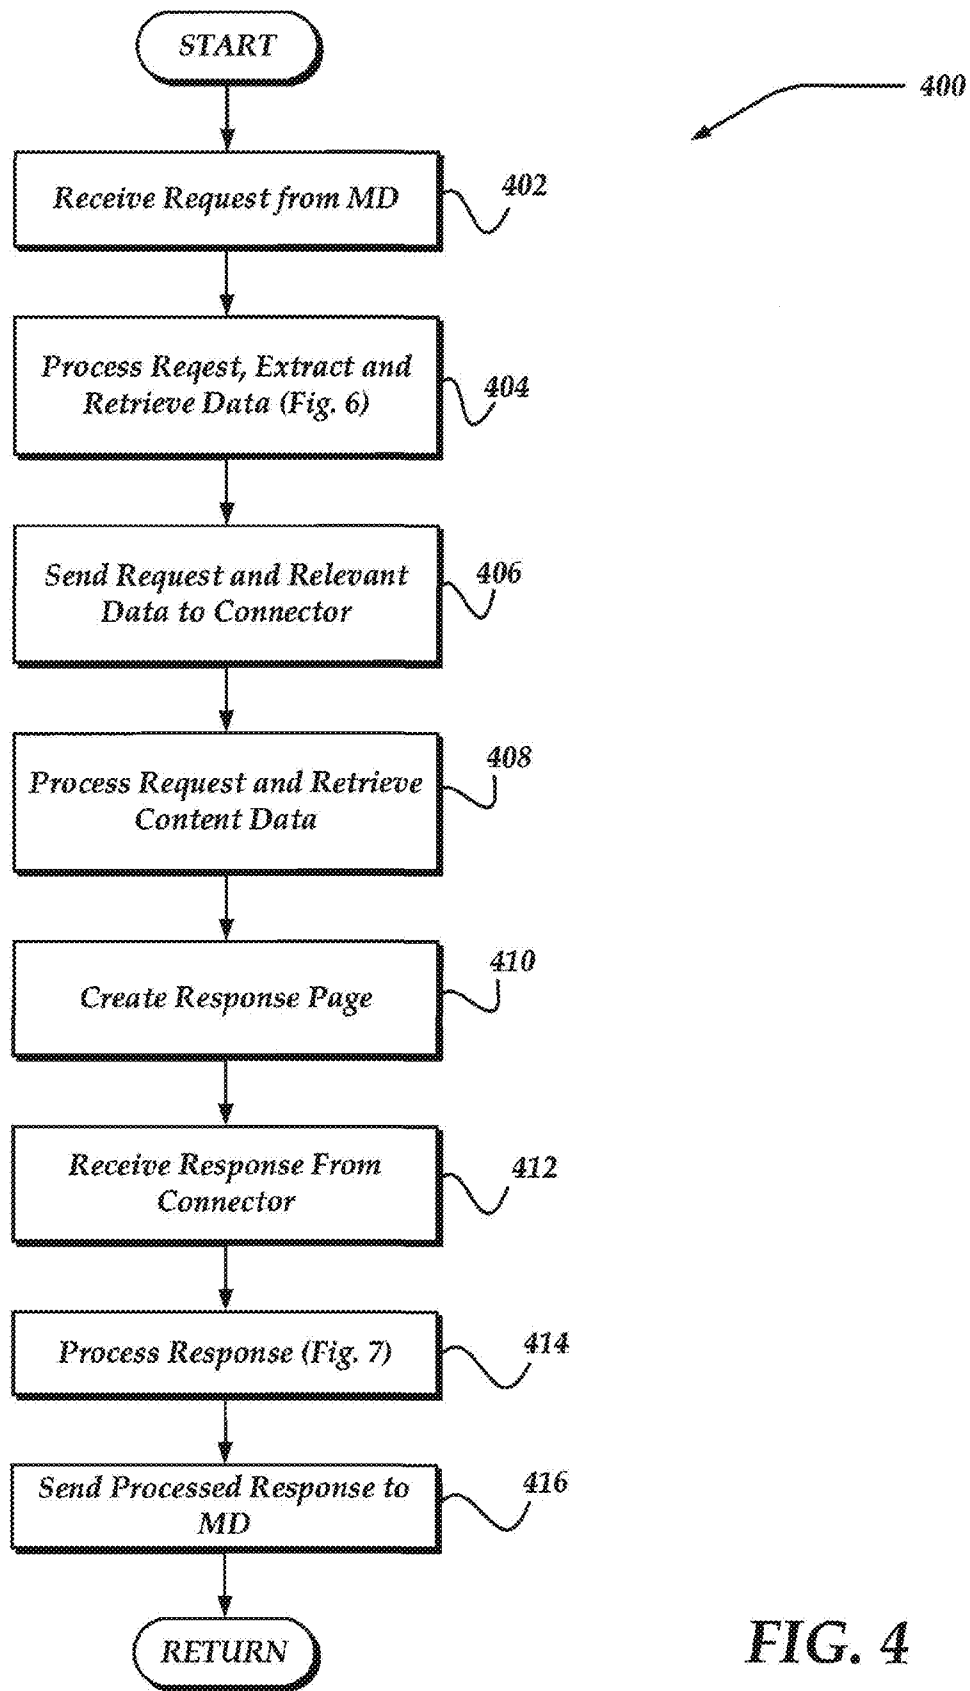 START
400
Receive Request from MD
402
Process Reqest, Extract and
Retrieve Data (Fig. 6)
404
Send Request and Relevant
Data to Connector
406
Process Request and Retrieve
Content Data
408
Create Response Page
410
Receive Response From
Connector
412
Process Response (Fig. 7)
414
Send Processed Response to
MD
416
RETURN
FIG. 4